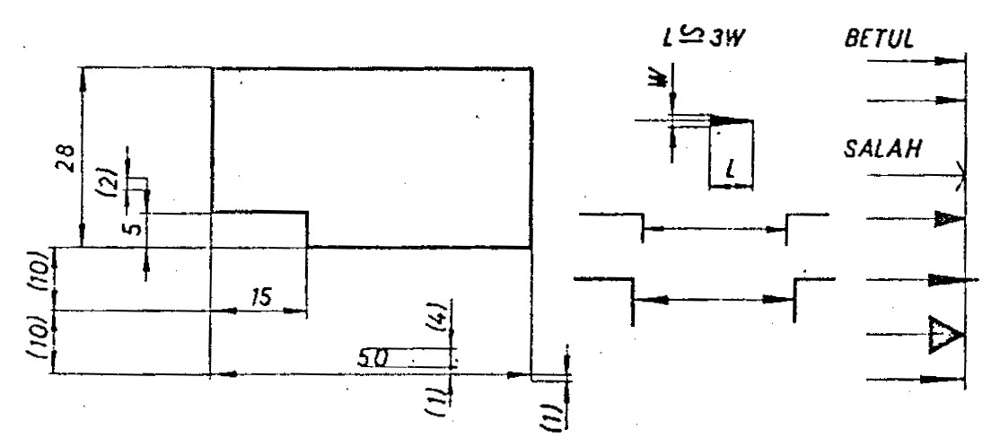 L ≌ 3W
BETUL
W
28
(2)
SALAH
L
5
(10)
15
(10)
(4)
50
(1)
(1)